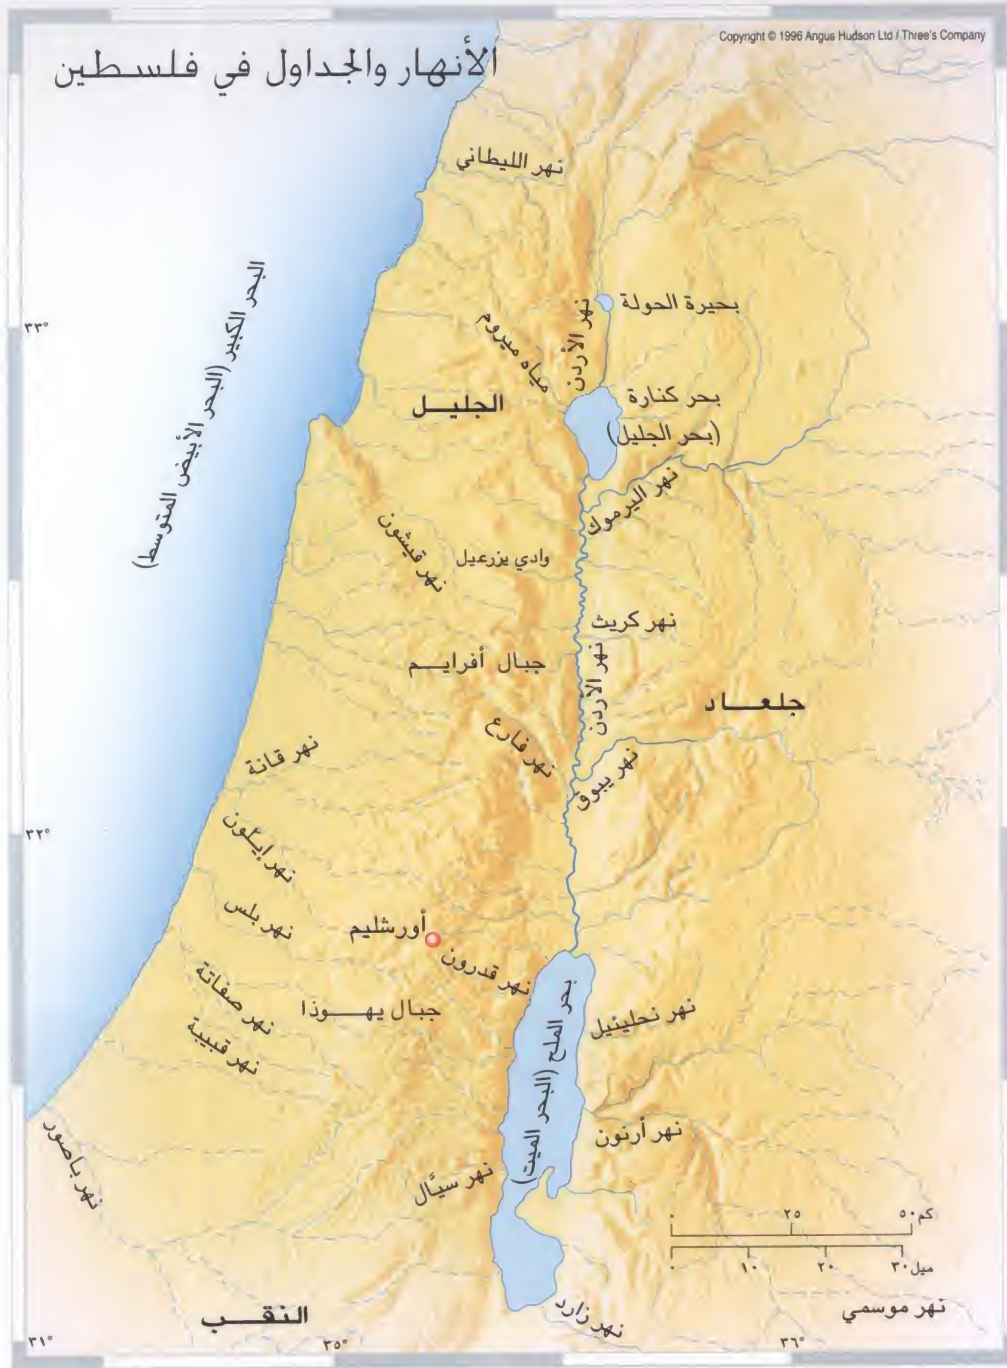 Copyright © 1996 Angus Hudson Ltd / Three's Company
الأنهار والجداول في فلسطين
نهر الليطاني
البحر الكبير (البحر الأبيض المتوسط)
بحيرة الحولة
نهر الأردن
مياه ميروم
٣٣°
بحر كنارة
(بحر الجليل)
الجليل
نهر اليرموك
نهر قيشون
وادي يزرعيل
نهر كريث
نهر الأردن
جبال أفرايم
جلعاد
نهر فارع
نهر قانة
نهر يبوق
٣٢°
نهر إيلون
نهر بلس
أورشليم
نهر قدرون
نهر صفاتة
جبال يهوذا
نهر نحليئيل
بحر الملح (البحر الميت)
نهر قبيبة
نهر أرنون
نهر باصور
نهر سيّال
٠ ٢٥ ٥٠ كم
٠ ١٠ ٢٠ ٣٠ ميل
نهر زارد
نهر موسمي
النقب
٣١°
٣٥°
٣٦°